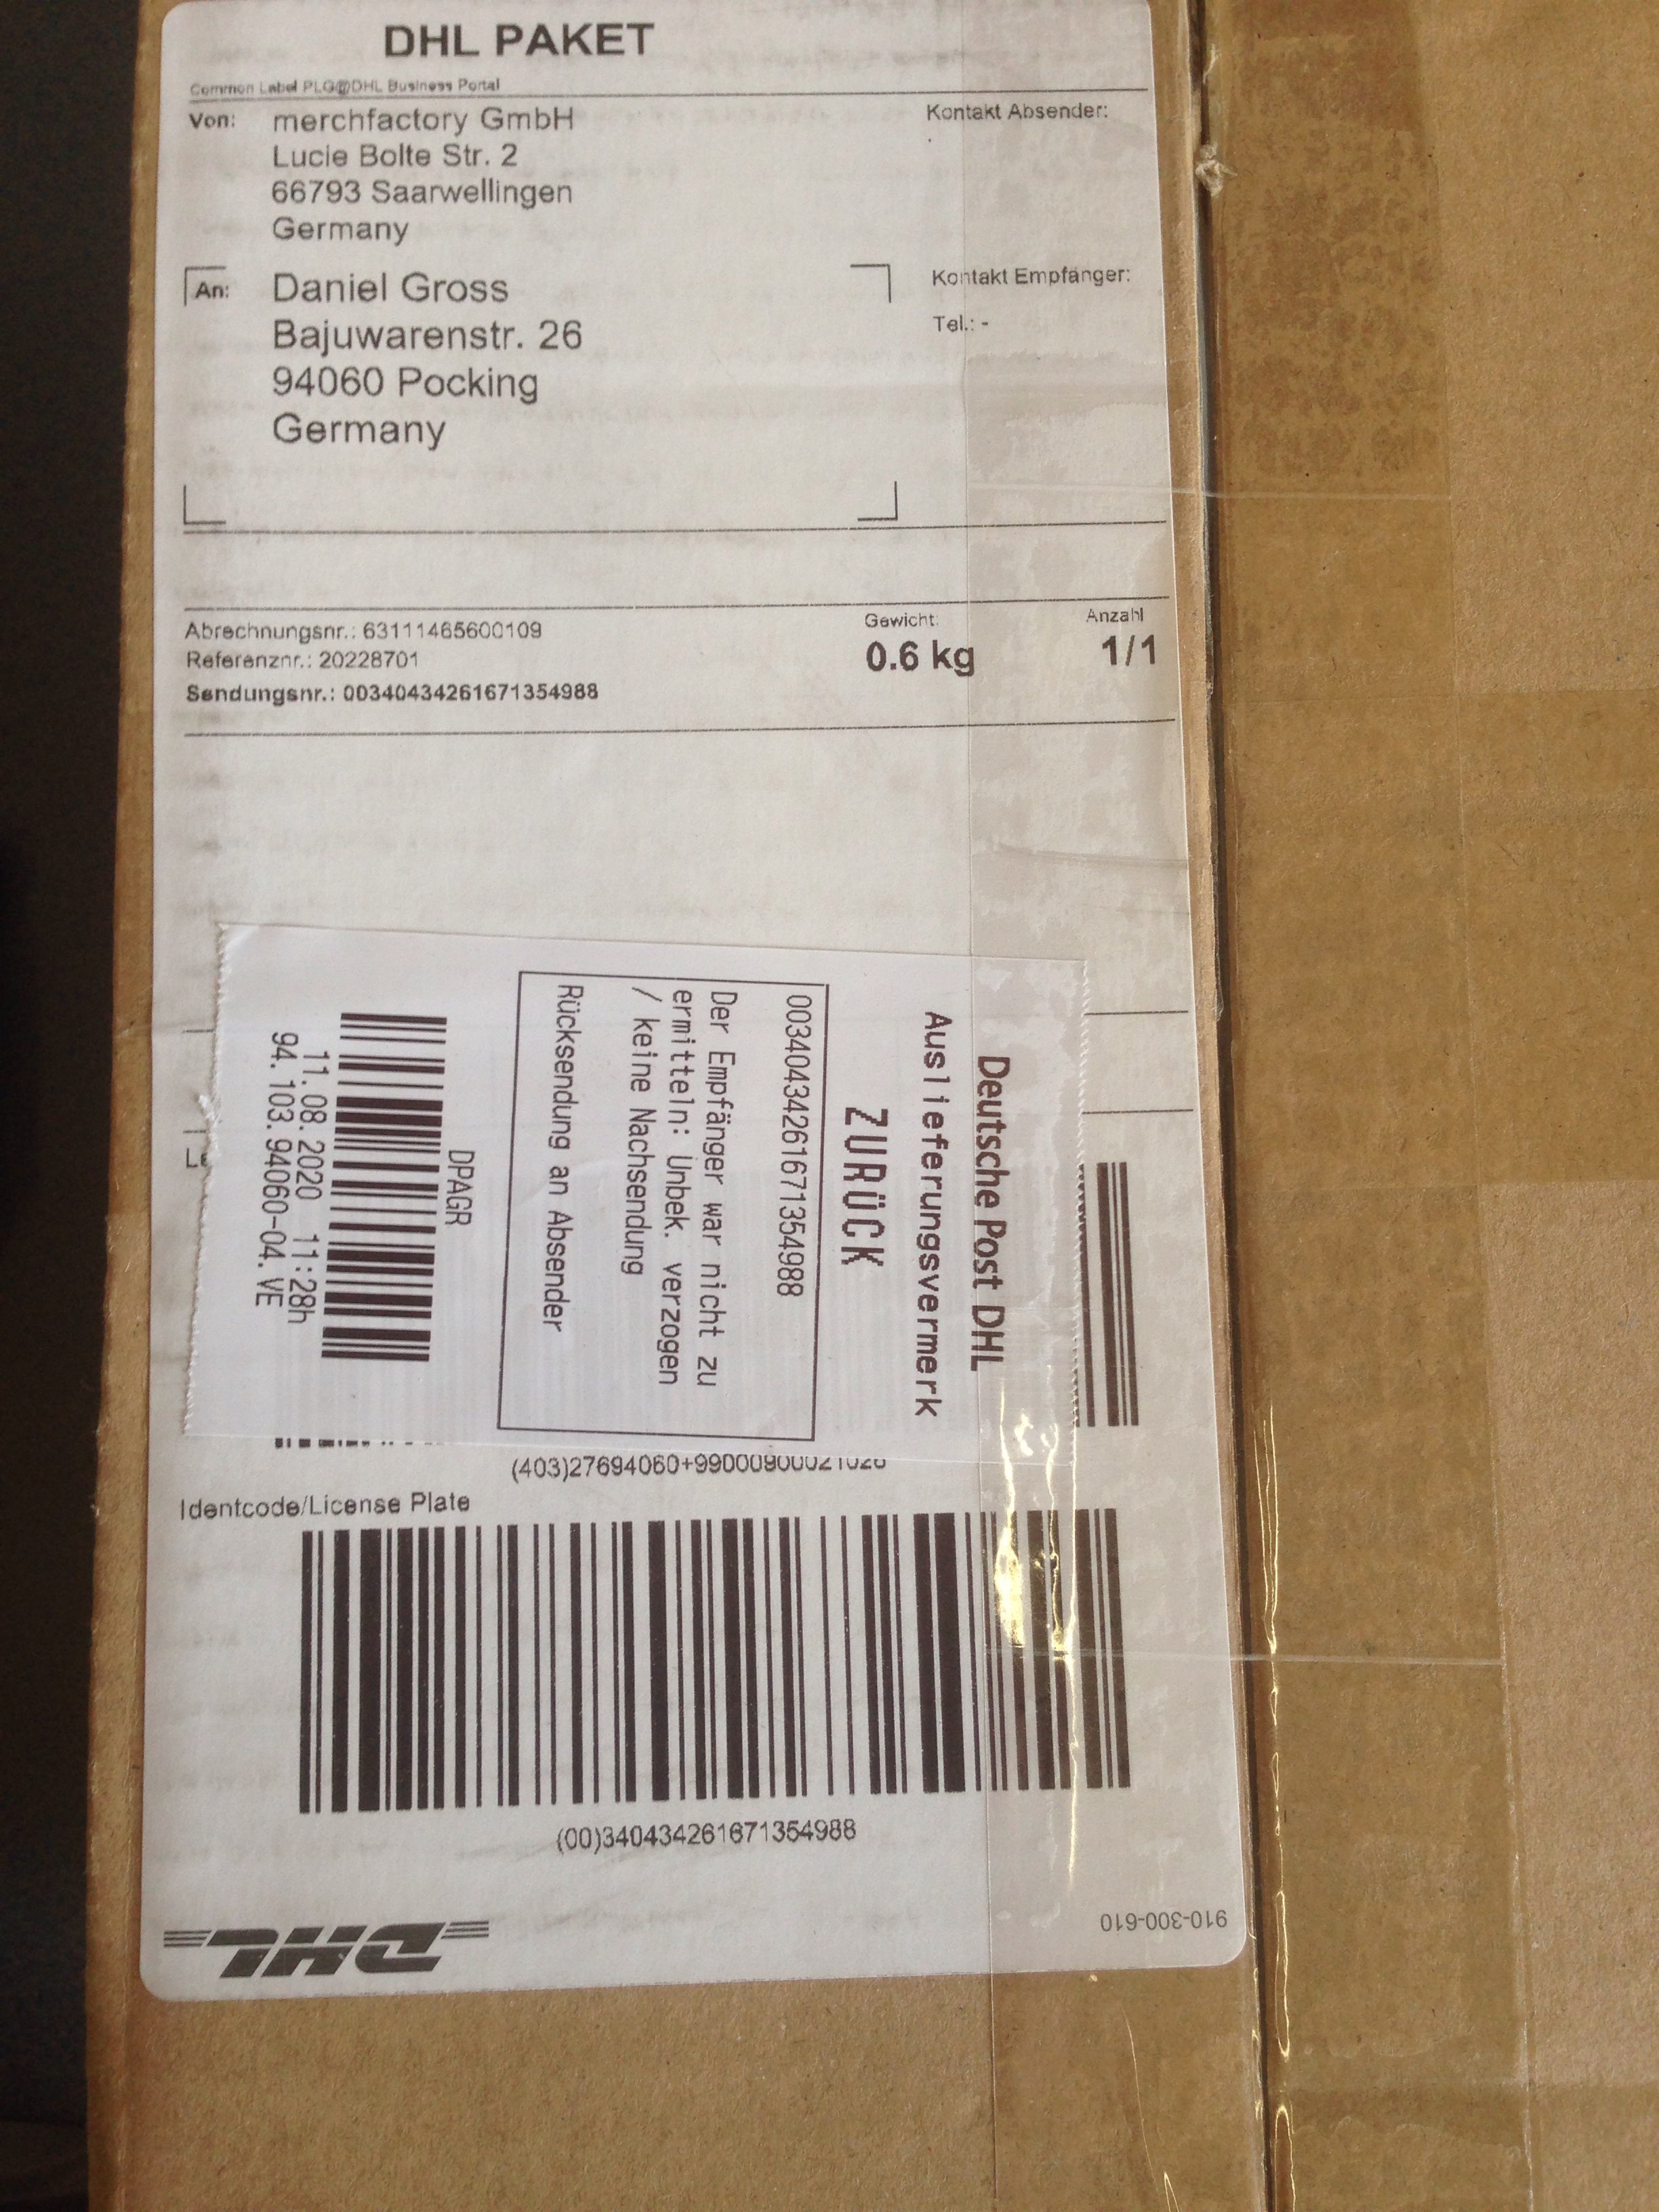 DHL PAKET
Common Label PLG@DHL Business Portal
Von: merchfactory GmbH
Lucie Bolte Str. 2
66793 Saarwellingen
Germany
Kontakt Absender:
An: Daniel Gross
Bajuwarenstr. 26
94060 Pocking
Germany
Kontakt Empfänger:
Tel.: -
Abrechnungsnr.: 63111465600109
Referenznr.: 20228701
Sendungsnr.: 00340434261671354988
Gewicht:
0.6 kg
Anzahl
1/1
Deutsche Post DHL
Auslieferungsvermerk
ZURÜCK
00340434261671354988
Der Empfänger war nicht zu
ermitteln: Unbek. verzogen
/ keine Nachsendung
Rücksendung an Absender
DPAGR
11.08.2020 11:28h
94.103.94060-04.VE
(403)27694060+99000900021026
Identcode/License Plate
(00)340434261671354988
DHL
910-300-610